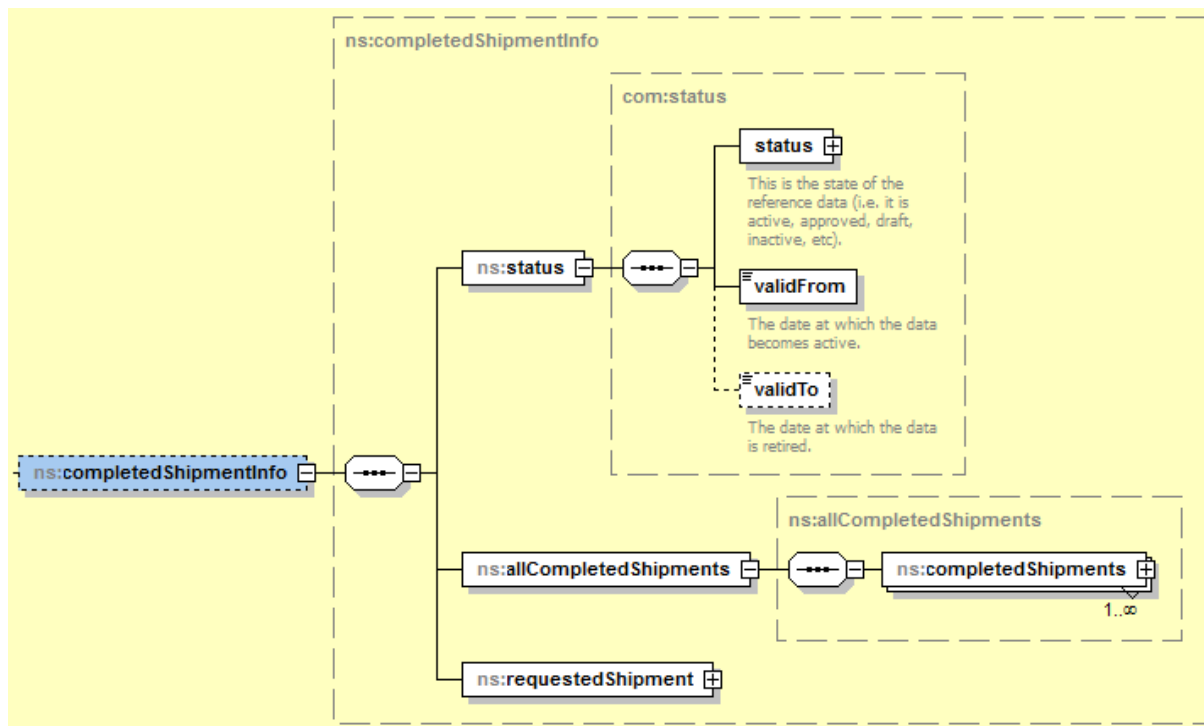 ns:completedShipmentInfo
com:status
status
This is the state of the
reference data (i.e. it is
active, approved, draft,
inactive, etc).
ns:status
validFrom
The date at which the data
becomes active.
validTo
The date at which the data
is retired.
ns:completedShipmentInfo
ns:allCompletedShipments
ns:allCompletedShipments
ns:completedShipments
1..∞
ns:requestedShipment